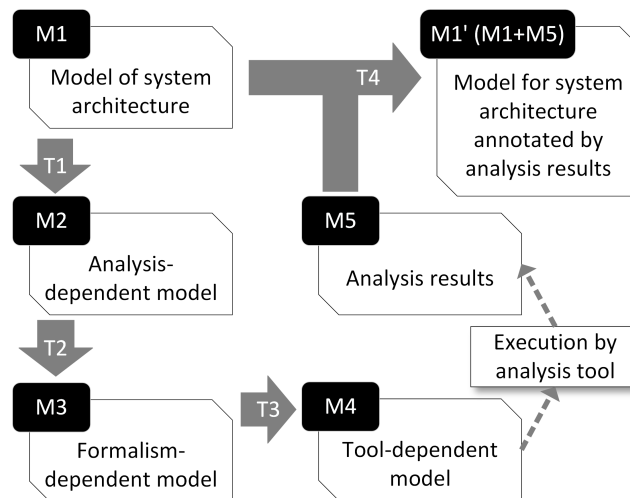 M1
Model of system
architecture
T4
M1' (M1+M5)
Model for system
architecture
annotated by
analysis results
T1
M2
Analysis-
dependent model
M5
Analysis results
T2
Execution by
analysis tool
M3
Formalism-
dependent model
T3
M4
Tool-dependent
model